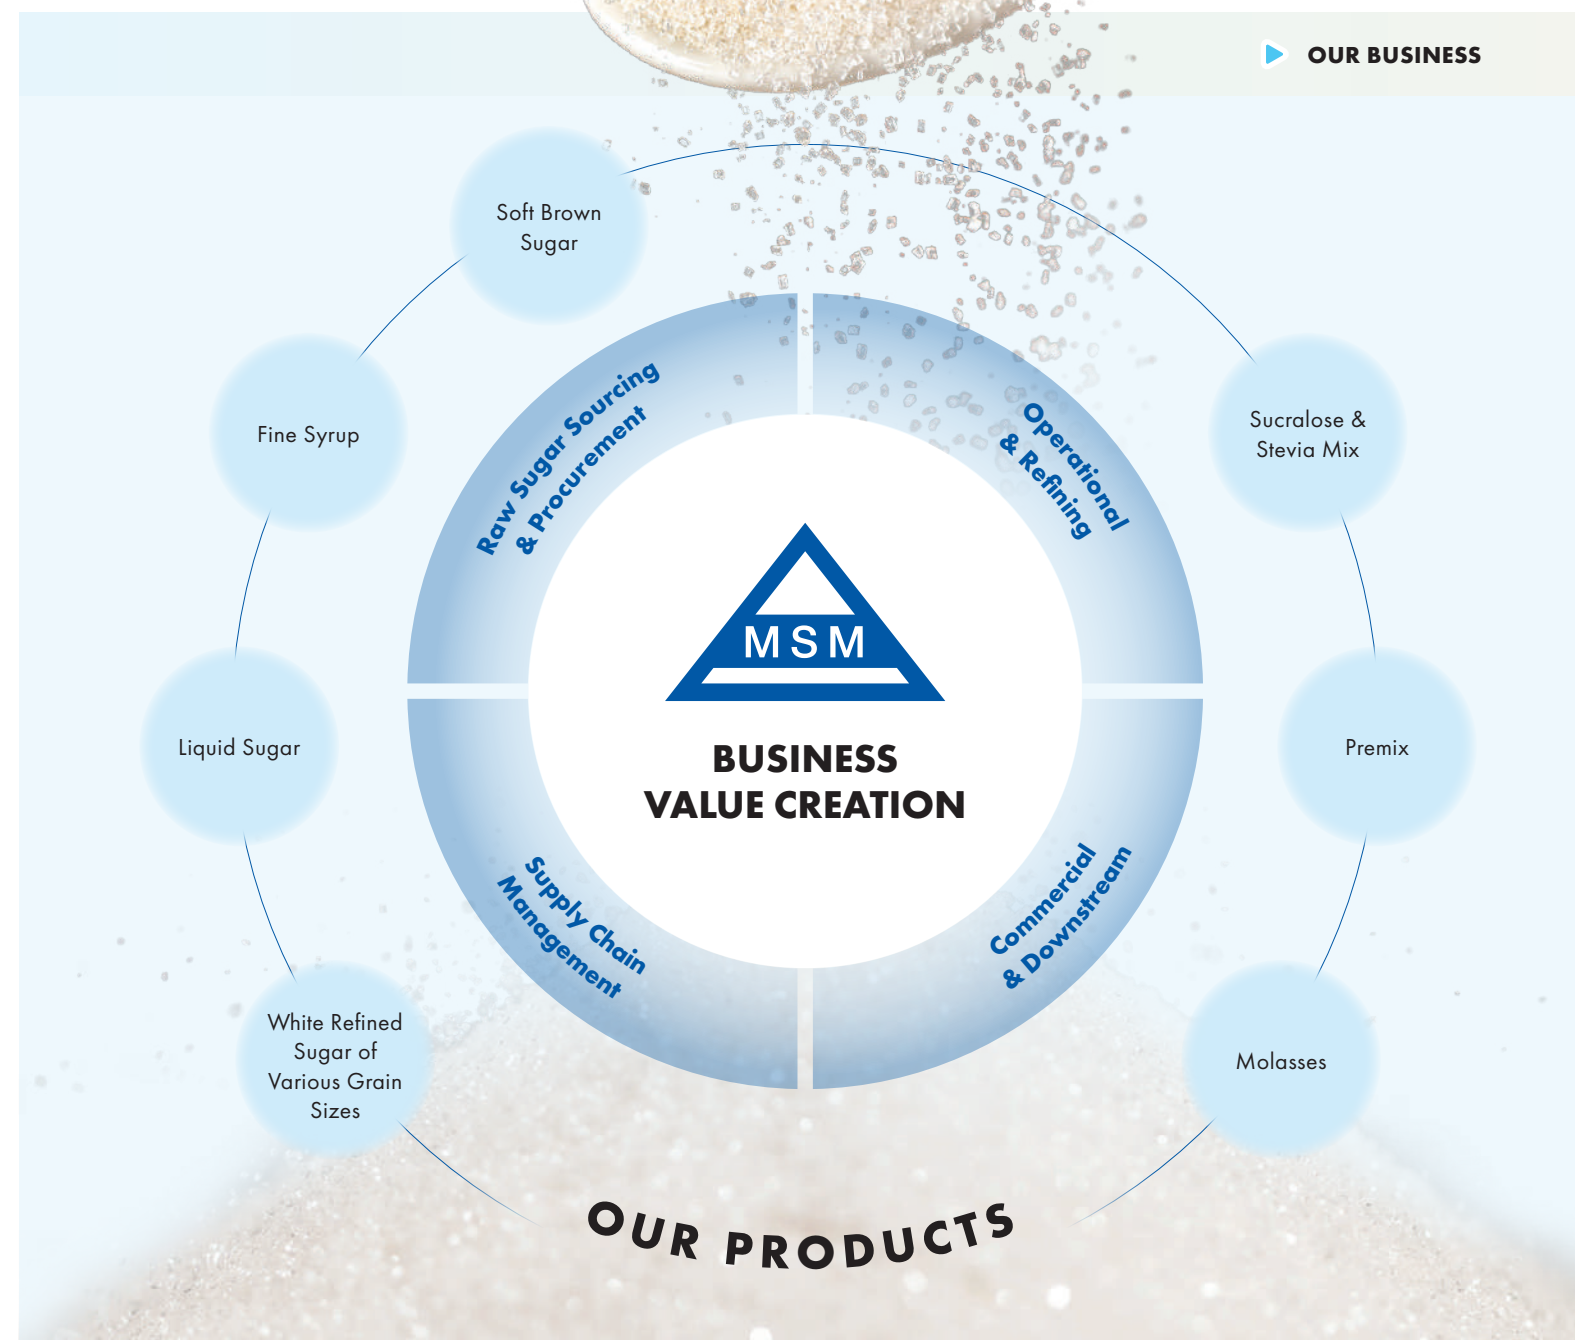 OUR BUSINESS
Soft Brown
Sugar
Fine Syrup
Liquid Sugar
White Refined
Sugar of
Various Grain
Sizes
Raw Sugar Sourcing
& Procurement
Operational
& Refining
Supply Chain
Management
Commercial
& Downstream
MSM
BUSINESS
VALUE CREATION
Sucralose &
Stevia Mix
Premix
Molasses
OUR PRODUCTS